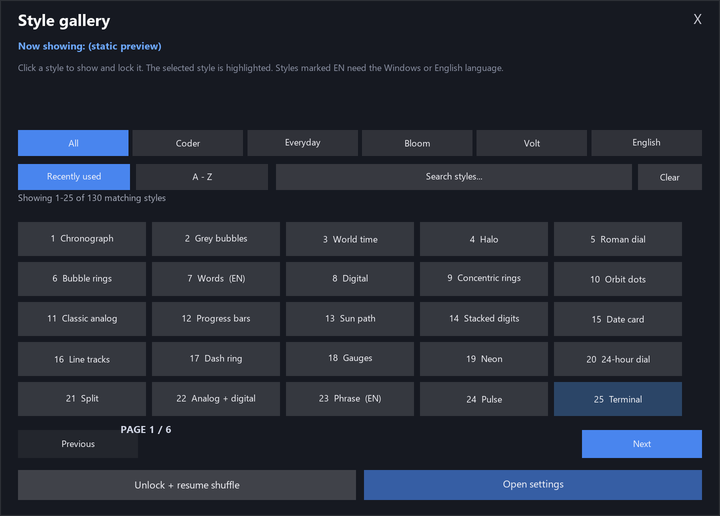 Style gallery
X
Now showing: (static preview)
Click a style to show and lock it. The selected style is highlighted. Styles marked EN need the Windows or English language.
All Coder Everyday Bloom Volt English
Recently used A - Z Search styles... Clear
Showing 1-25 of 130 matching styles
1 Chronograph 2 Grey bubbles 3 World time 4 Halo 5 Roman dial
6 Bubble rings 7 Words (EN) 8 Digital 9 Concentric rings 10 Orbit dots
11 Classic analog 12 Progress bars 13 Sun path 14 Stacked digits 15 Date card
16 Line tracks 17 Dash ring 18 Gauges 19 Neon 20 24-hour dial
21 Split 22 Analog + digital 23 Phrase (EN) 24 Pulse 25 Terminal
PAGE 1 / 6
Previous Next
Unlock + resume shuffle Open settings